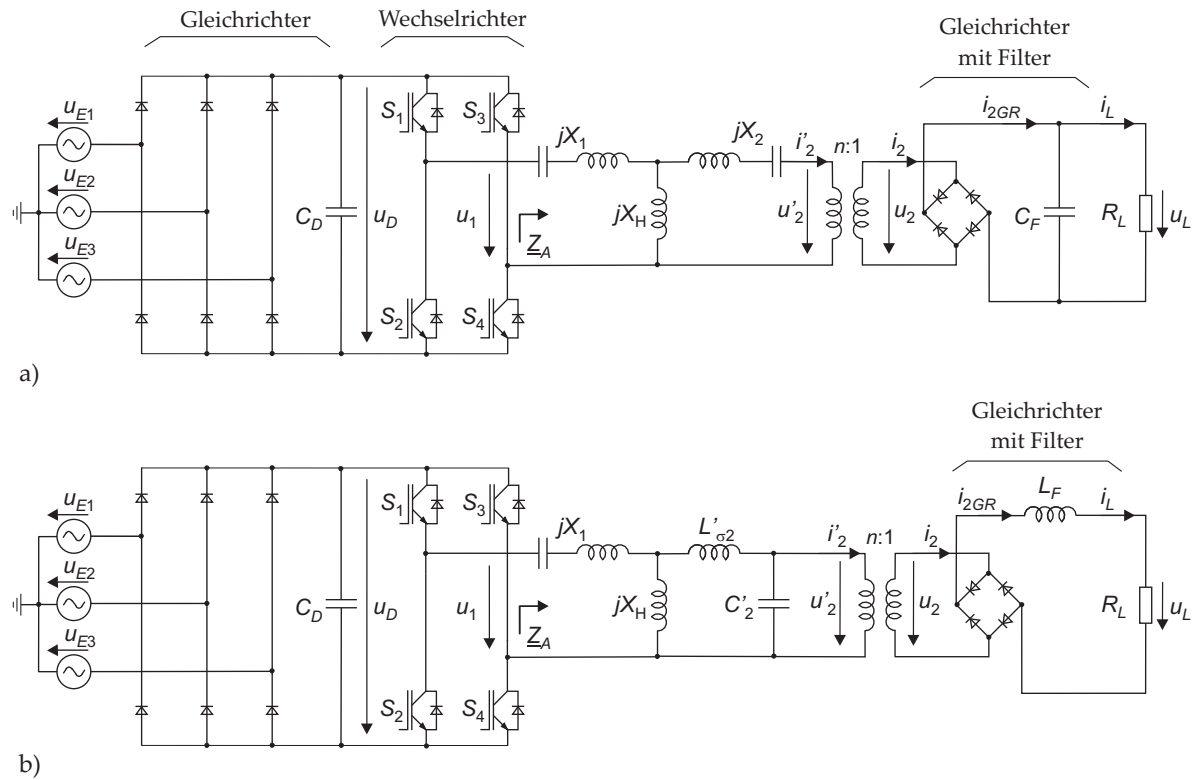 Gleichrichter
Wechselrichter
Gleichrichter
mit Filter
u_E1
u_E2
u_E3
C_D
u_D
S_1
S_3
S_2
S_4
u_1
Z_A
jX_1
jX_H
jX_2
i'_2
n:1
i_2
u'_2
u_2
i_2GR
i_L
C_F
R_L
u_L
a)
Gleichrichter
mit Filter
u_E1
u_E2
u_E3
C_D
u_D
S_1
S_3
S_2
S_4
u_1
Z_A
jX_1
jX_H
L'_σ2
C'_2
i'_2
n:1
i_2
u'_2
u_2
i_2GR
L_F
i_L
R_L
u_L
b)